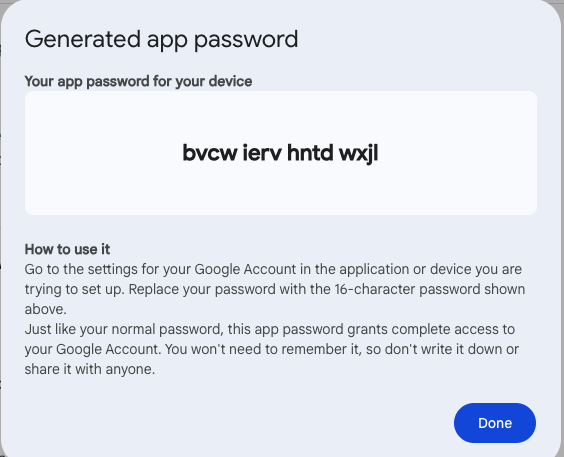 Generated app password
Your app password for your device
bvcw ierv hntd wxjl
How to use it
Go to the settings for your Google Account in the application or device you are
trying to set up. Replace your password with the 16-character password shown
above.
Just like your normal password, this app password grants complete access to
your Google Account. You won't need to remember it, so don't write it down or
share it with anyone.
Done